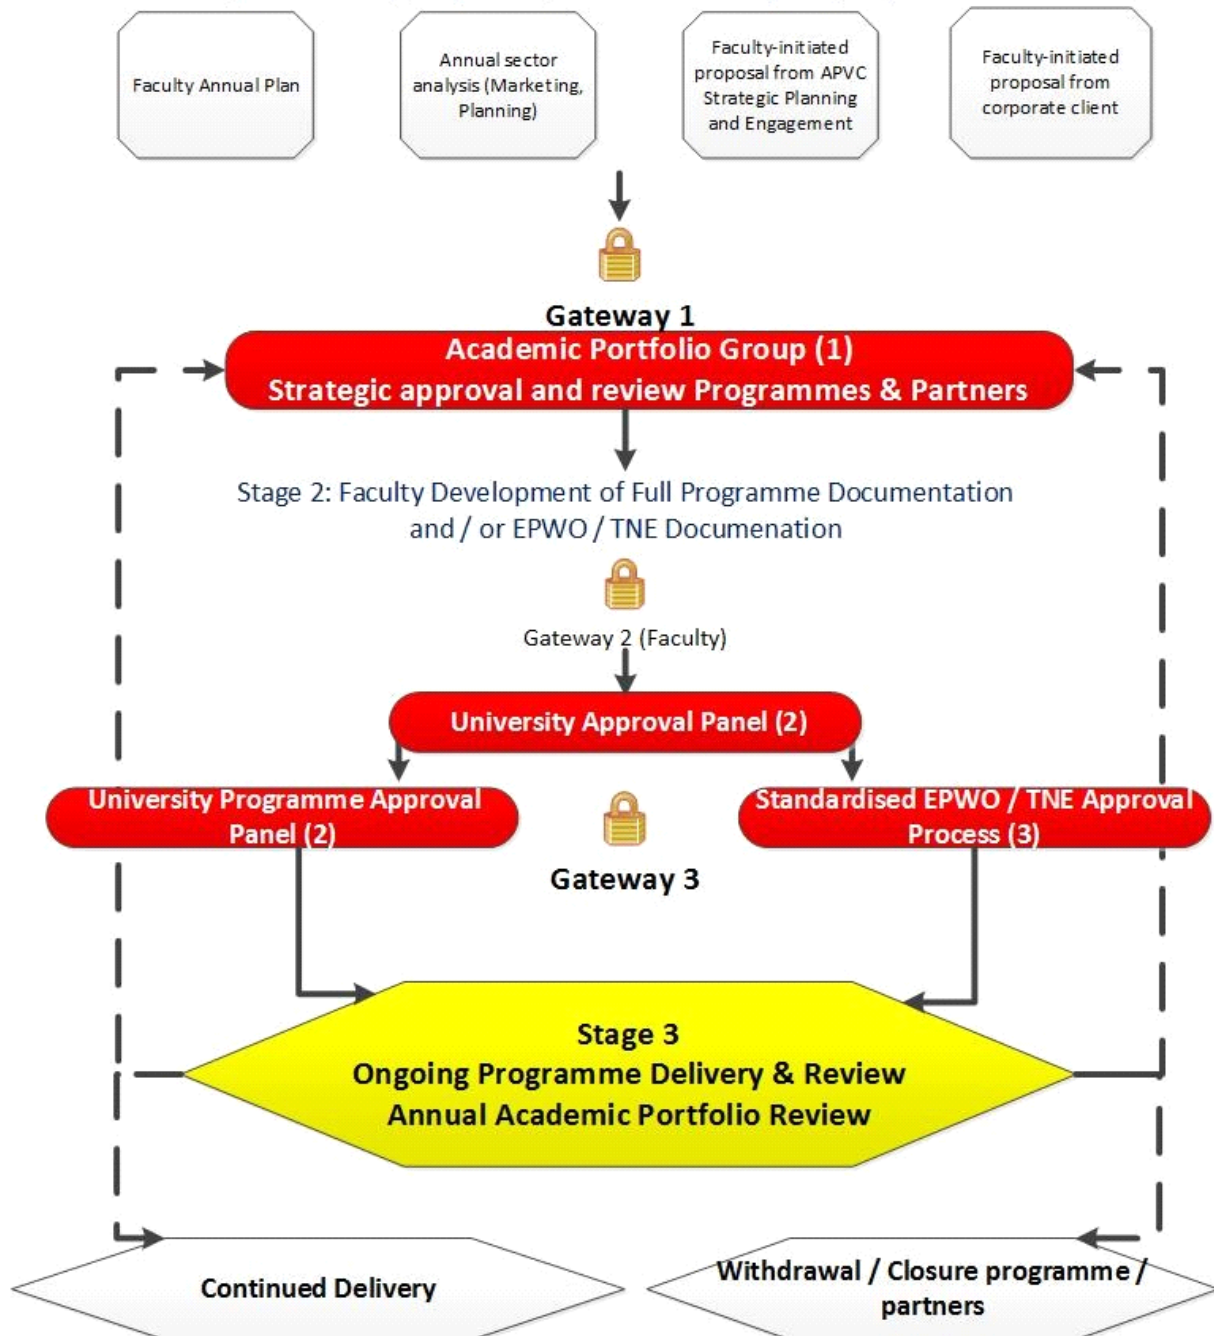 Faculty Annual Plan
Annual sector
analysis (Marketing,
Planning)
Faculty-initiated
proposal from APVC
Strategic Planning
and Engagement
Faculty-initiated
proposal from
corporate client
Gateway 1
Academic Portfolio Group (1)
Strategic approval and review Programmes & Partners
Stage 2: Faculty Development of Full Programme Documentation
and / or EPWO / TNE Documenation
Gateway 2 (Faculty)
University Approval Panel (2)
University Programme Approval
Panel (2)
Standardised EPWO / TNE Approval
Process (3)
Gateway 3
Stage 3
Ongoing Programme Delivery & Review
Annual Academic Portfolio Review
Continued Delivery
Withdrawal / Closure programme /
partners